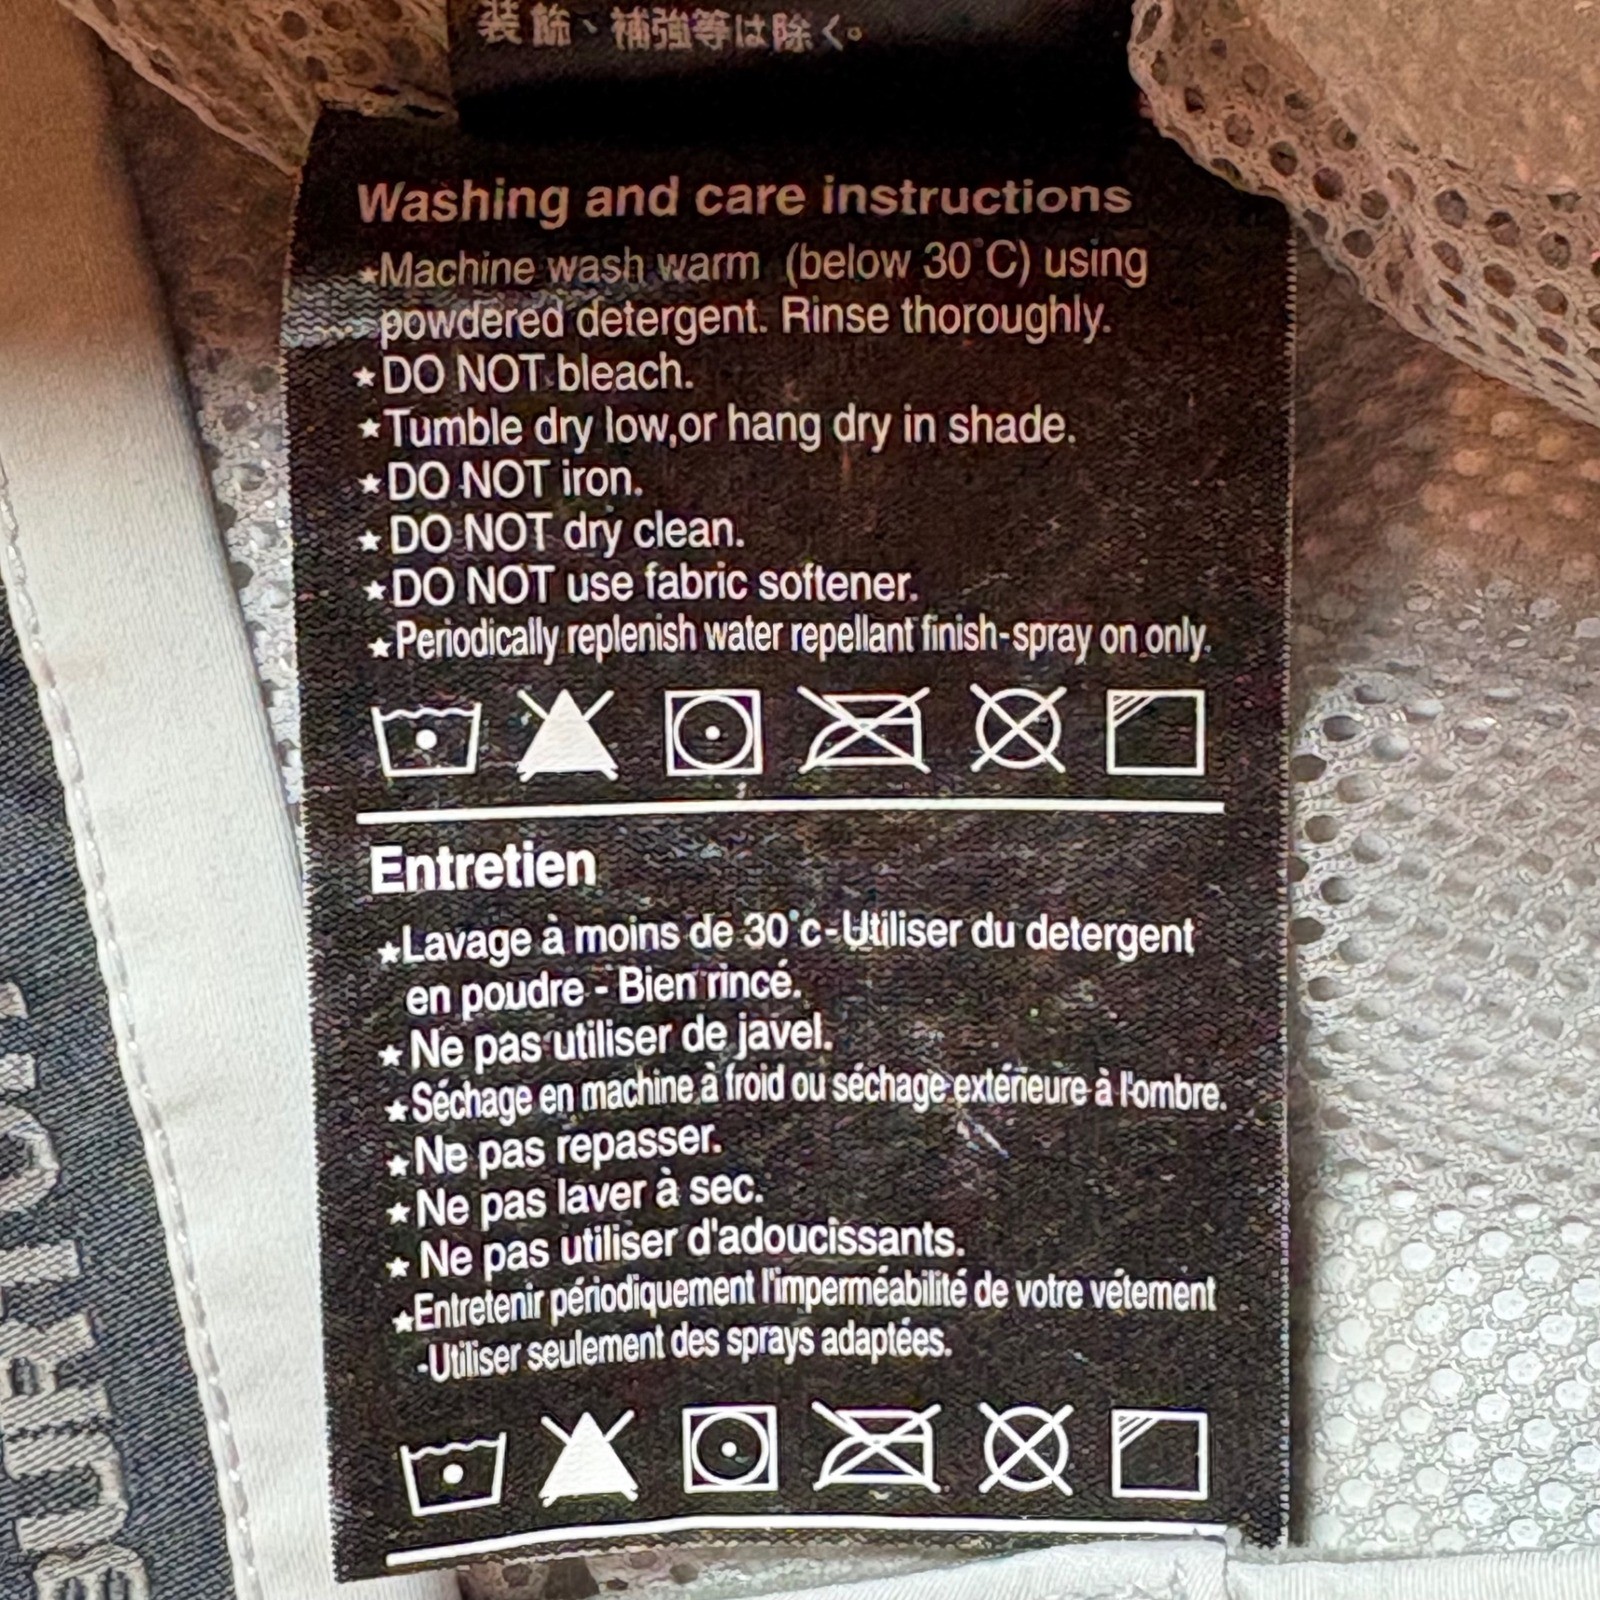 装飾、補強等は除く。
Washing and care instructions
★Machine wash warm (below 30°C) using
powdered detergent. Rinse thoroughly.
★DO NOT bleach.
★Tumble dry low,or hang dry in shade.
★DO NOT iron.
★DO NOT dry clean.
★DO NOT use fabric softener.
★Periodically replenish water repellant finish-spray on only.
Entretien
★Lavage à moins de 30°c-Utiliser du detergent
en poudre - Bien rincé.
★Ne pas utiliser de javel.
★Séchage en machine à froid ou séchage extérieure à l'ombre.
★Ne pas repasser.
★Ne pas laver à sec.
★Ne pas utiliser d'adoucissants.
★Entretenir périodiquement l'imperméabilité de votre vétement
-Utiliser seulement des sprays adaptées.